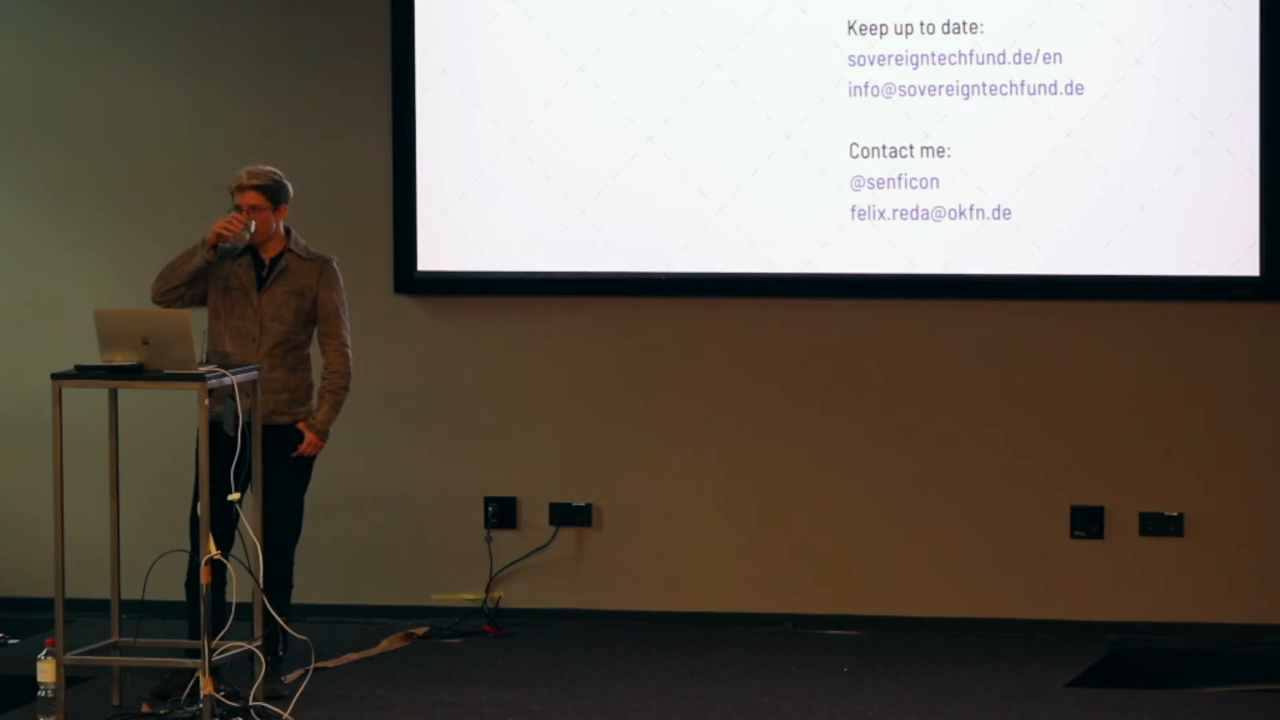 Keep up to date:
sovereigntechfund.de/en
info@sovereigntechfund.de
Contact me:
@senficon
felix.reda@okfn.de